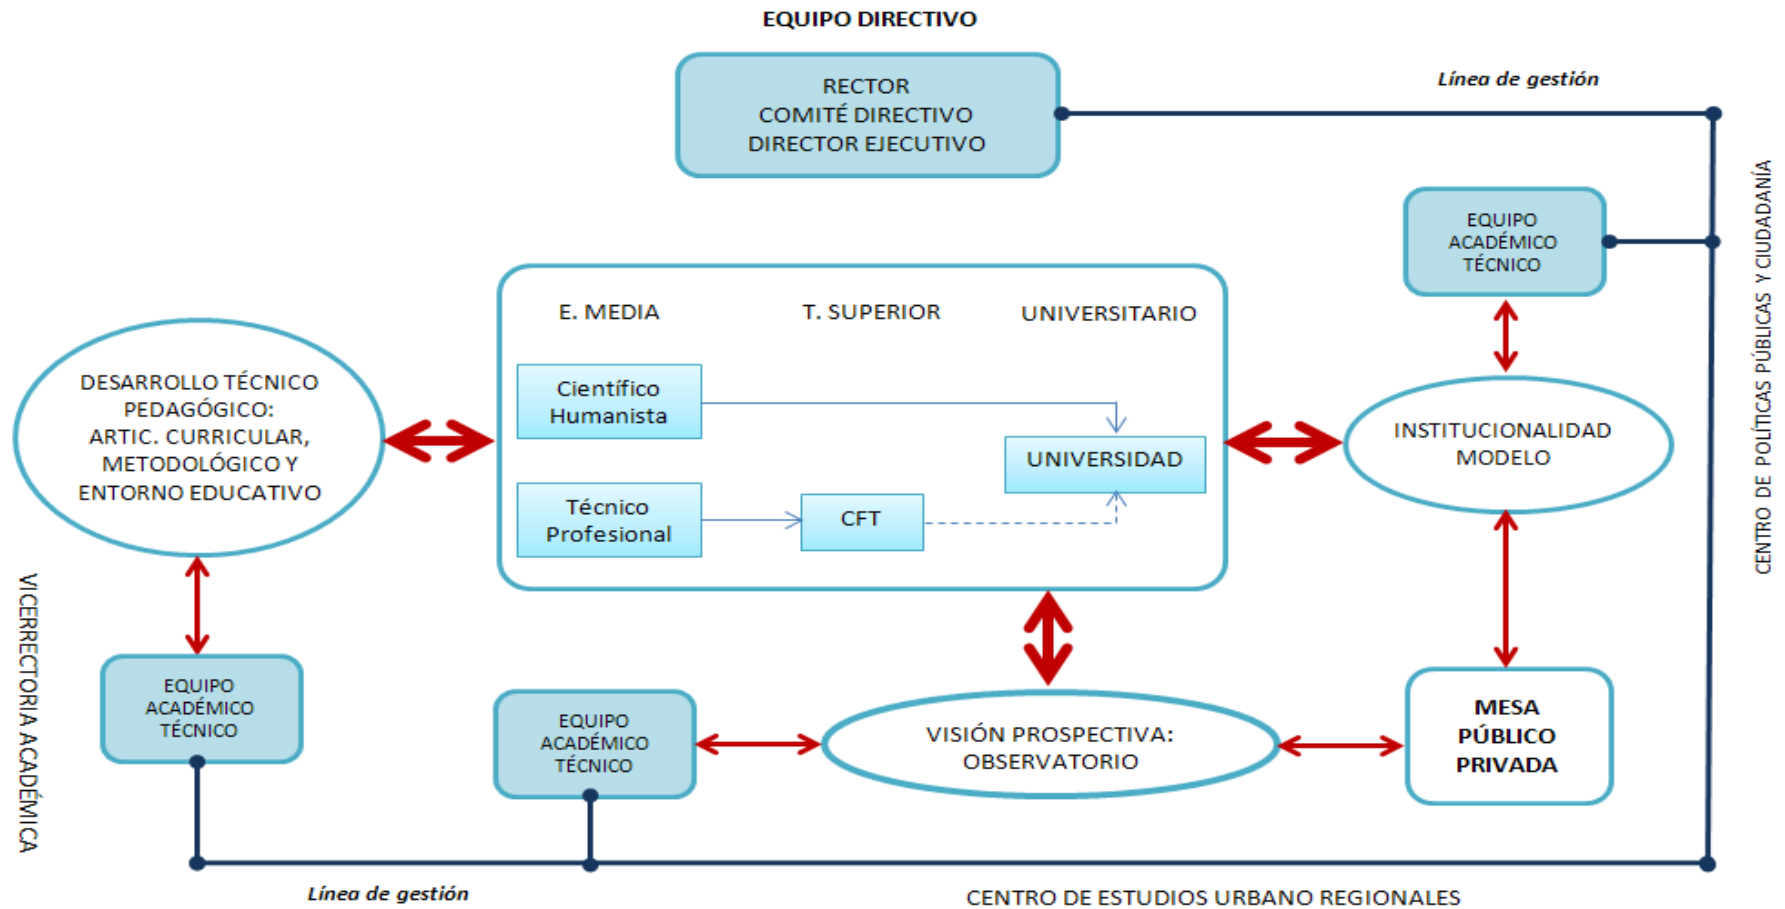 EQUIPO DIRECTIVO
RECTOR
COMITÉ DIRECTIVO
DIRECTOR EJECUTIVO
Línea de gestión
EQUIPO
ACADÉMICO
TÉCNICO
CENTRO DE POLÍTICAS PÚBLICAS Y CIUDADANÍA
E. MEDIA
T. SUPERIOR
UNIVERSITARIO
Científico
Humanista
UNIVERSIDAD
Técnico
Profesional
CFT
DESARROLLO TÉCNICO
PEDAGÓGICO:
ARTIC. CURRICULAR,
METODOLÓGICO Y
ENTORNO EDUCATIVO
INSTITUCIONALIDAD
MODELO
VICERRECTORIA ACADÉMICA
EQUIPO
ACADÉMICO
TÉCNICO
EQUIPO
ACADÉMICO
TÉCNICO
VISIÓN PROSPECTIVA:
OBSERVATORIO
MESA
PÚBLICO
PRIVADA
Línea de gestión
CENTRO DE ESTUDIOS URBANO REGIONALES